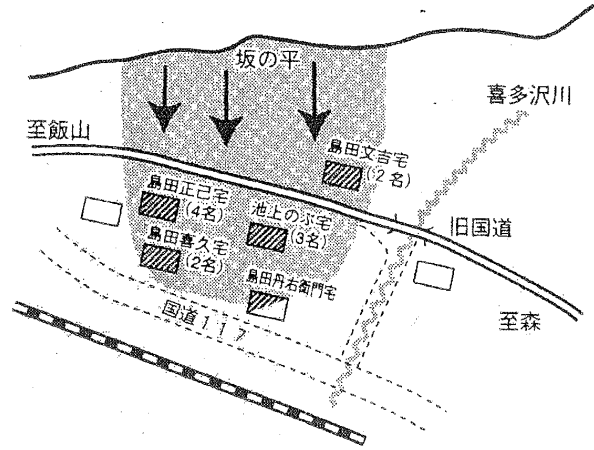 坂の平
喜多沢川
至飯山
島田文吉宅
(2名)
島田正己宅
(4名)
池上のぶ宅
(3名)
旧国道
島田喜久宅
(2名)
島田丹右衛門宅
国道117
至森